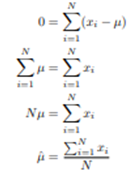 0 = \sum_{i=1}^{N} (x_i - \mu)
\sum_{i=1}^{N} \mu = \sum_{i=1}^{N} x_i
N\mu = \sum_{i=1}^{N} x_i
\hat{\mu} = \frac{\sum_{i=1}^{N} x_i}{N}